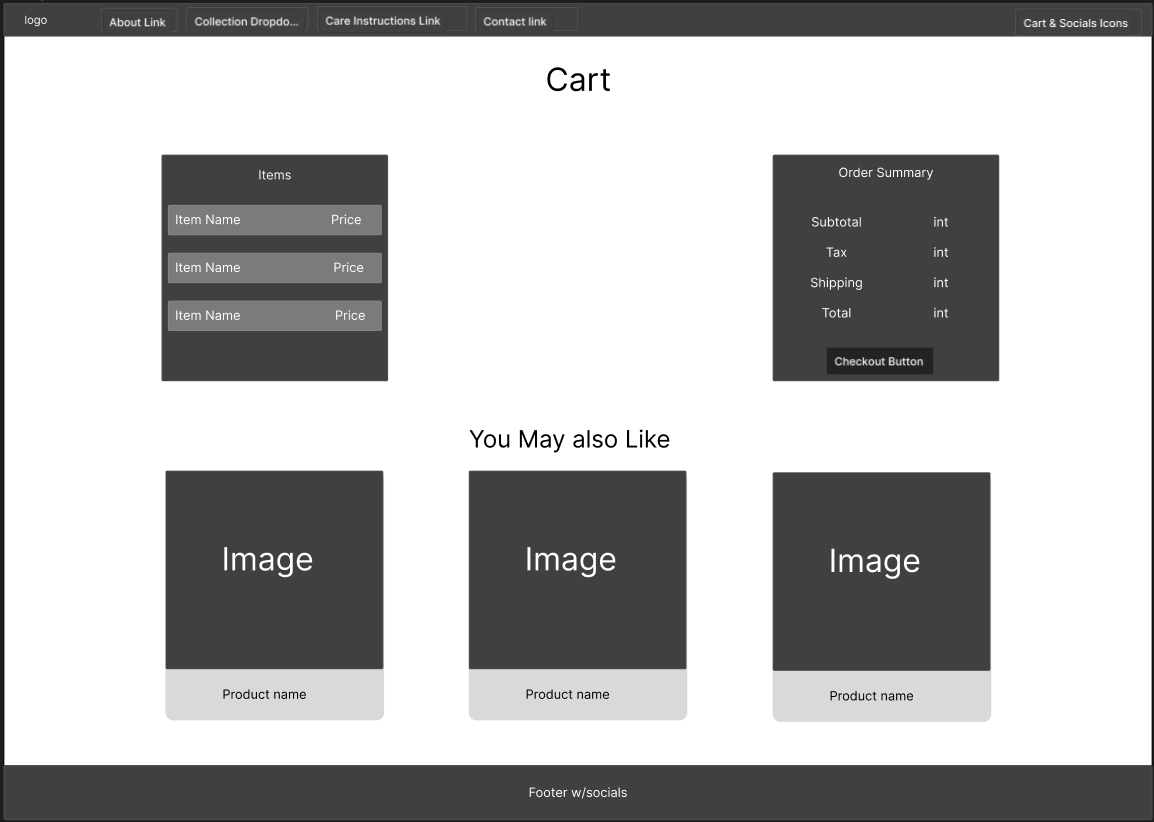 logo
About Link
Collection Dropdo...
Care Instructions Link
Contact link
Cart & Socials Icons
Cart
Items
Item Name Price
Item Name Price
Item Name Price
Order Summary
Subtotal int
Tax int
Shipping int
Total int
Checkout Button
You May also Like
Image
Image
Image
Product name
Product name
Product name
Footer w/socials